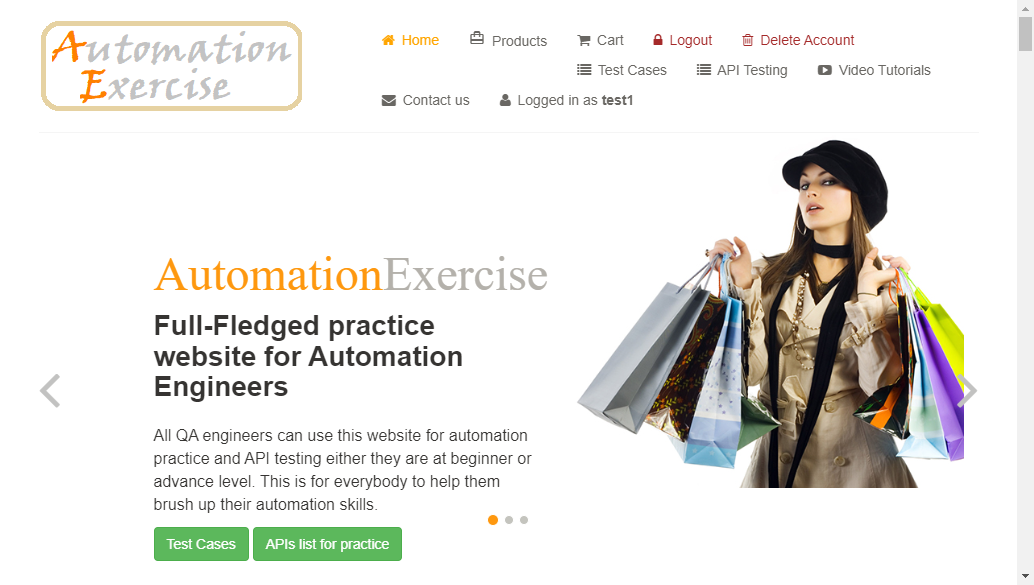 Automation
Exercise
Home Products Cart Logout Delete Account
Test Cases API Testing Video Tutorials
Contact us Logged in as test1
AutomationExercise
Full-Fledged practice
website for Automation
Engineers
All QA engineers can use this website for automation
practice and API testing either they are at beginner or
advance level. This is for everybody to help them
brush up their automation skills.
Test Cases APIs list for practice